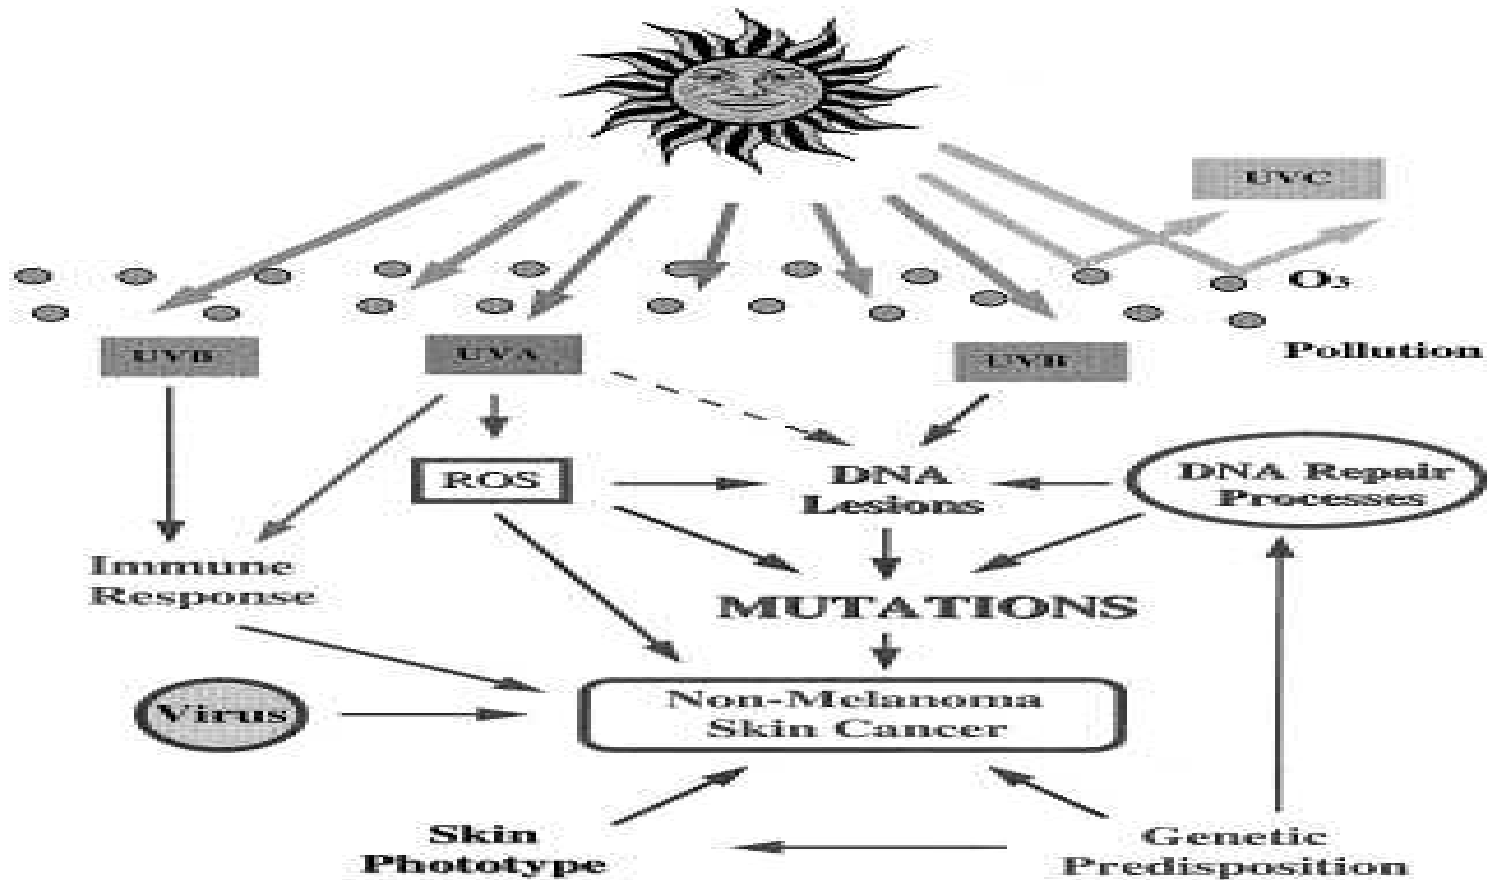 UVC
O₃
UVB
UVA
UVB
Pollution
ROS
DNA
Lesions
DNA Repair
Processes
Immune
Response
MUTATIONS
Virus
Non-Melanoma
Skin Cancer
Skin
Phototype
Genetic
Predisposition